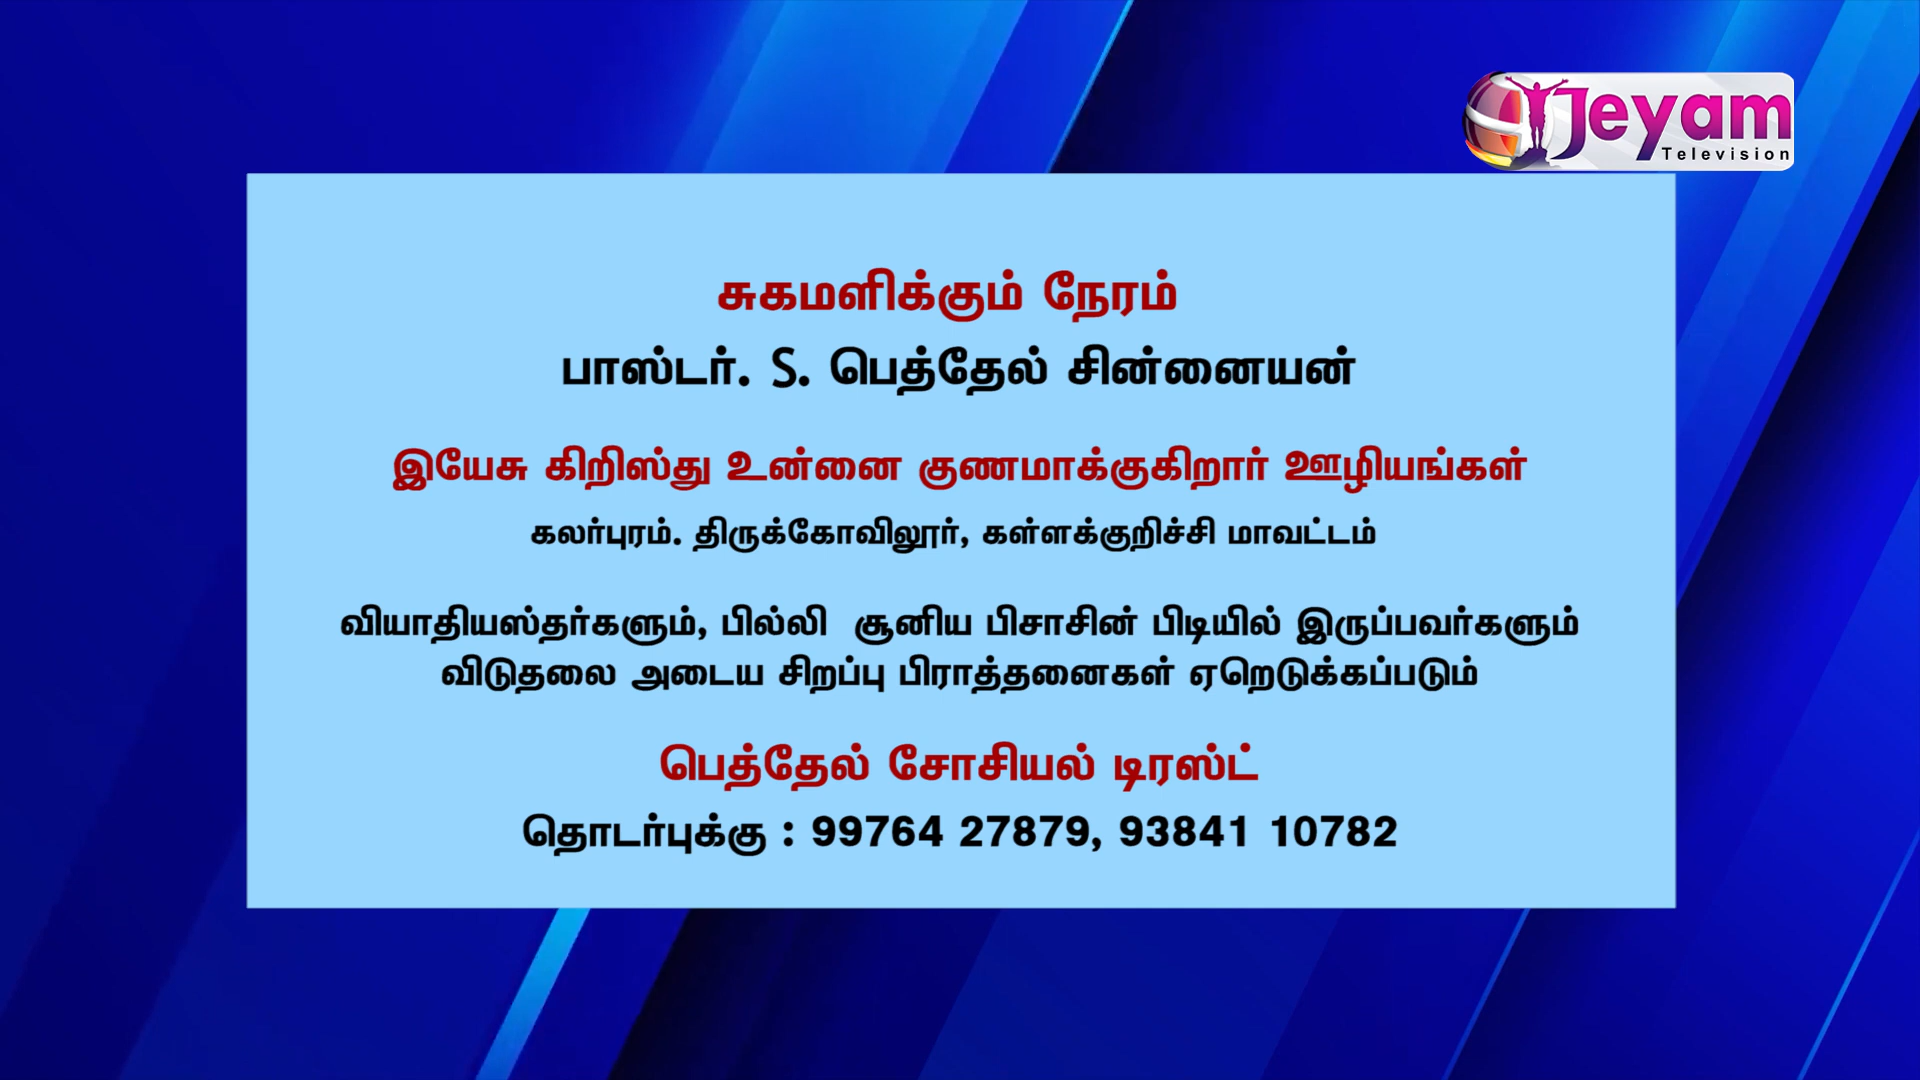 Jeyam
Television
சுகமளிக்கும் நேரம்
பாஸ்டர். S. பெத்தேல் சின்னையன்
இயேசு கிறிஸ்து உன்னை குணமாக்குகிறார் ஊழியங்கள்
கலர்புரம். திருக்கோவிலூர், கள்ளக்குறிச்சி மாவட்டம்
வியாதியஸ்தர்களும், பில்லி சூனிய பிசாசின் பிடியில் இருப்பவர்களும்
விடுதலை அடைய சிறப்பு பிராத்தனைகள் ஏறெடுக்கப்படும்
பெத்தேல் சோசியல் டிரஸ்ட்
தொடர்புக்கு : 99764 27879, 93841 10782